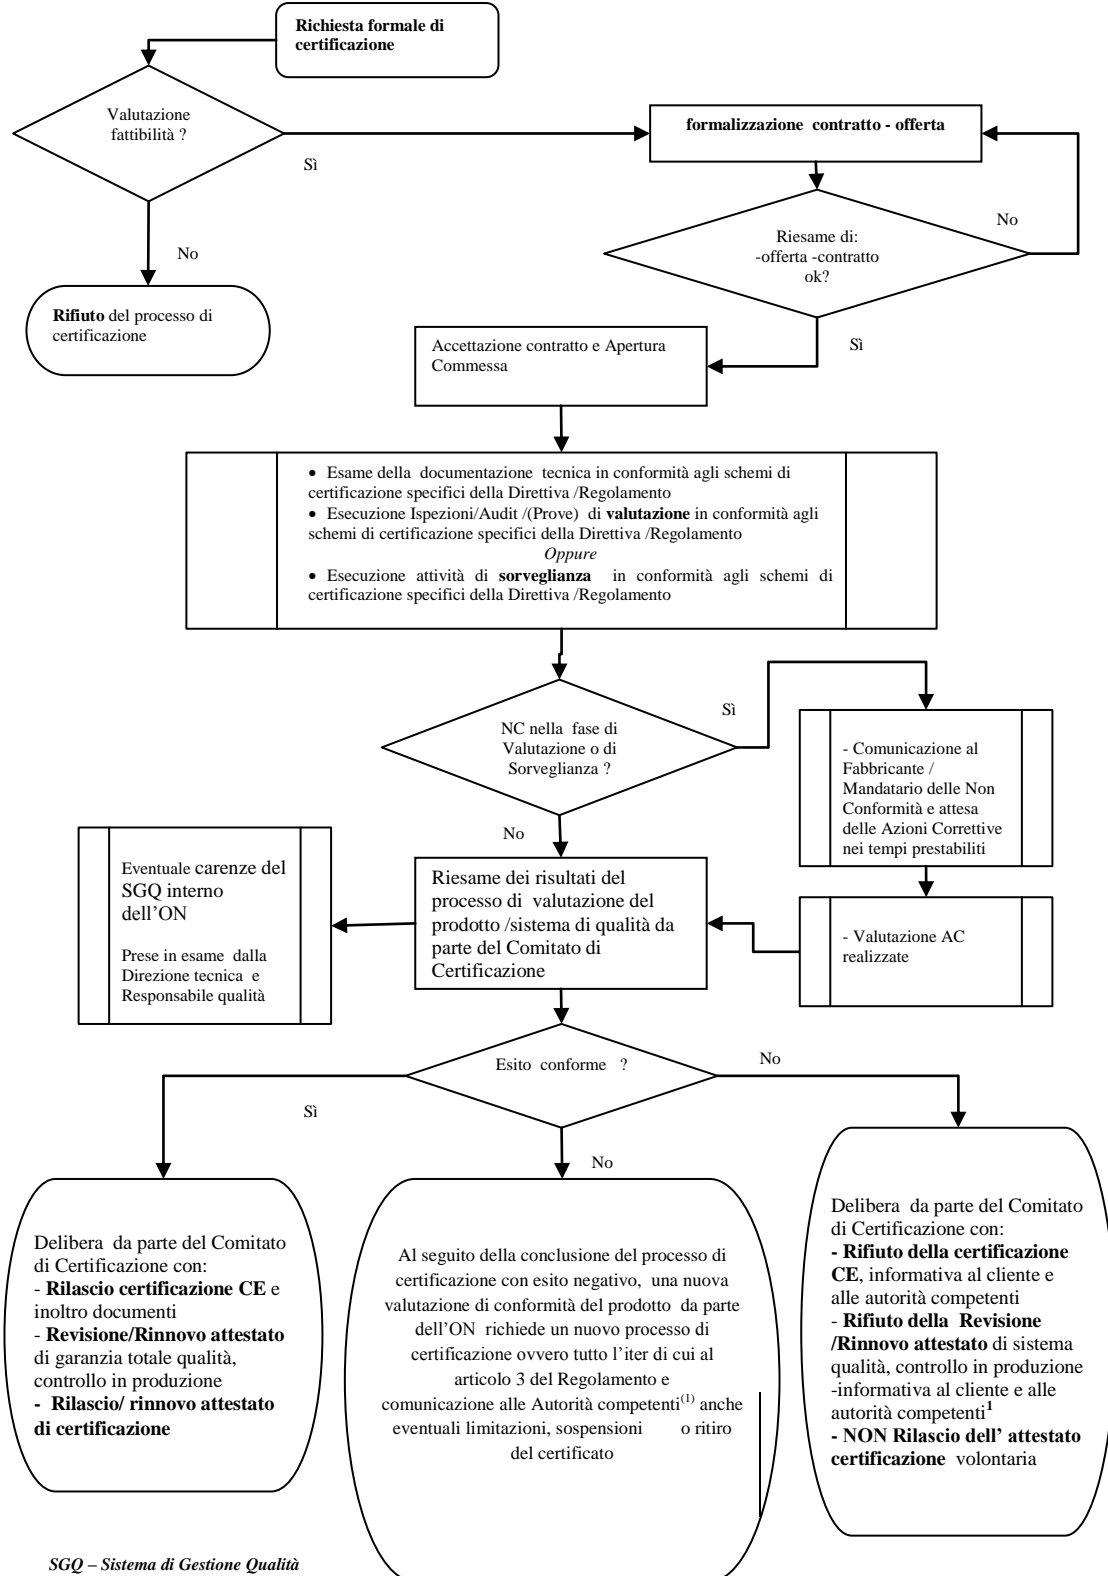 Richiesta formale di
certificazione
Valutazione
fattibilità ?
Sì
formalizzazione contratto - offerta
No
Riesame di:
-offerta -contratto
ok?
No
Rifiuto del processo di
certificazione
Sì
Accettazione contratto e Apertura
Commessa
• Esame della documentazione tecnica in conformità agli schemi di
certificazione specifici della Direttiva /Regolamento
• Esecuzione Ispezioni/Audit /(Prove) di valutazione in conformità agli
schemi di certificazione specifici della Direttiva /Regolamento
Oppure
• Esecuzione attività di sorveglianza in conformità agli schemi di
certificazione specifici della Direttiva /Regolamento
NC nella fase di
Valutazione o di
Sorveglianza ?
Sì
- Comunicazione al
Fabbricante /
Mandatario delle Non
Conformità e attesa
delle Azioni Correttive
nei tempi prestabiliti
No
Eventuale carenze del
SGQ interno
dell'ON
Prese in esame dalla
Direzione tecnica e
Responsabile qualità
Riesame dei risultati del
processo di valutazione del
prodotto /sistema di qualità da
parte del Comitato di
Certificazione
- Valutazione AC
realizzate
Esito conforme ?
No
Sì
No
Delibera da parte del Comitato
di Certificazione con:
- Rilascio certificazione CE e
inoltro documenti
- Revisione/Rinnovo attestato
di garanzia totale qualità,
controllo in produzione
- Rilascio/ rinnovo attestato
di certificazione
Al seguito della conclusione del processo di
certificazione con esito negativo, una nuova
valutazione di conformità del prodotto da parte
dell'ON richiede un nuovo processo di
certificazione ovvero tutto l'iter di cui al
articolo 3 del Regolamento e
comunicazione alle Autorità competenti(1) anche
eventuali limitazioni, sospensioni o ritiro
del certificato
Delibera da parte del Comitato
di Certificazione con:
- Rifiuto della certificazione
CE, informativa al cliente e
alle autorità competenti
- Rifiuto della Revisione
/Rinnovo attestato di sistema
qualità, controllo in produzione
-informativa al cliente e alle
autorità competenti1
- NON Rilascio dell' attestato
certificazione volontaria
SGQ – Sistema di Gestione Qualità